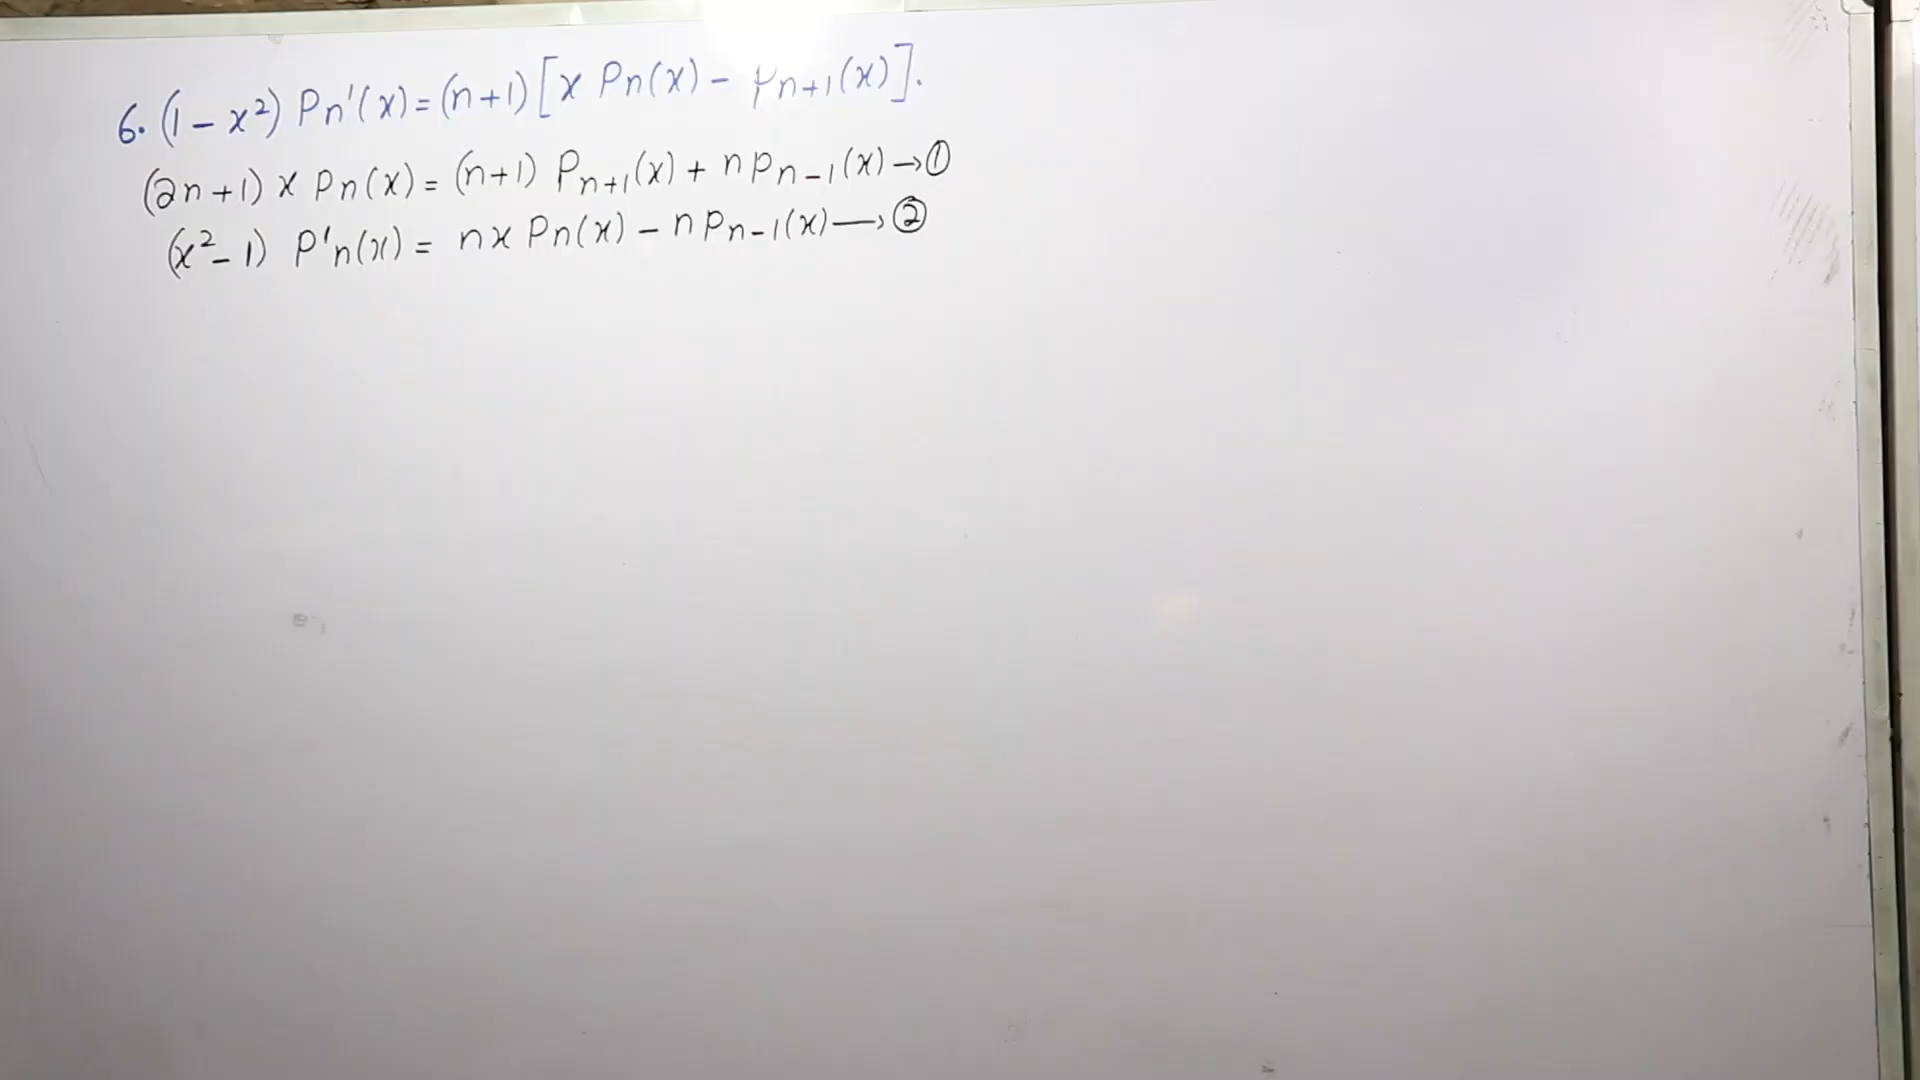 6. (1 – x²) Pn'(x) = (n+1) [x Pn(x) – Pn+1(x)].
(2n+1) x Pn(x) = (n+1) Pn+1(x) + n Pn–1(x) → ①
(x² – 1) P'n(x) = nx Pn(x) – n Pn–1(x) → ②